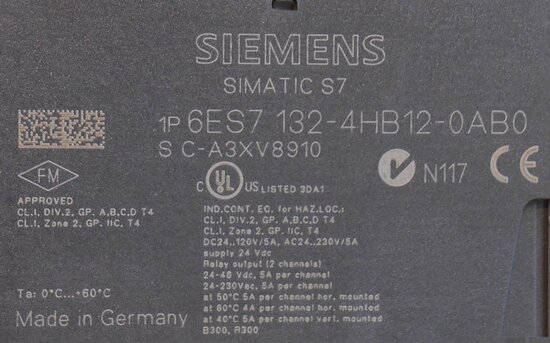 SIEMENS
SIMATIC S7
1P 6ES7 132-4HB12-0AB0
S C-A3XV8910
FM
APPROVED
CL.I, DIV.2, GP. A,B,C,D T4
CL.I, Zone 2, GP. IIC, T4
C UL US LISTED 3DA1
N117
CE
IND.CONT. EQ. for HAZ.LOC.:
CL.I, DIV.2, GP. A,B,C,D T4
CL.I, Zone 2, GP. IIC, T4
DC24..120V/5A, AC24..230V/5A
supply 24 Vdc
Relay output (2 channels)
24-48 Vdc, 5A per channel
24-230Vac, 5A per channel
at 50°C 5A per channel hor. mounted
at 60°C 4A per channel hor. mounted
at 40°C 5A per channel vert. mounted
B300, R300
Ta: 0°C...+60°C
Made in Germany